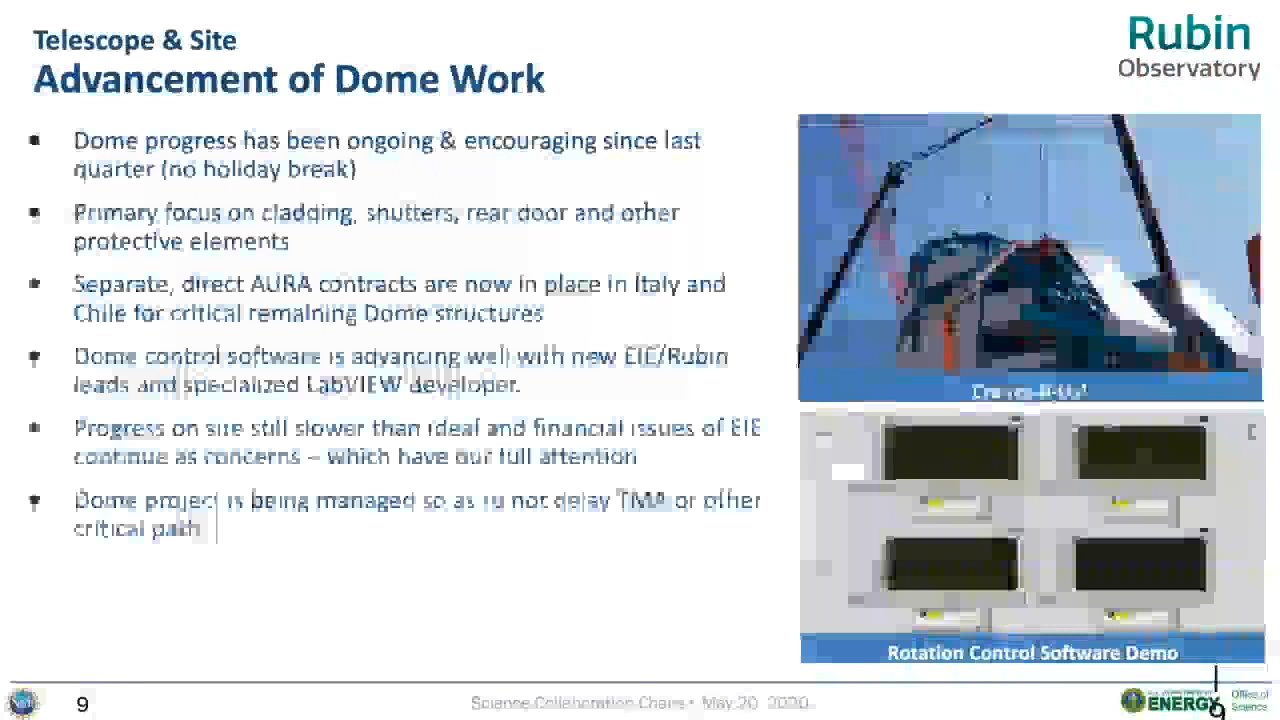 Telescope & Site
Advancement of Dome Work
Rubin
Observatory
Dome progress has been ongoing & encouraging since last
quarter (no holiday break)
Primary focus on cladding, shutters, rear door and other
protective elements
Separate, direct AURA contracts are now in place in Italy and
Chile for critical remaining Dome structures
Dome control software is advancing well with new EIE/Rubin
leads and specialized LabVIEW developer.
Progress on site still slower than ideal and financial issues of EIE
continue as concerns – which have our full attention
Dome project is being managed so as to not delay TMA or other
critical path
Rotation Control Software Demo
9
Science Collaboration Chairs • May 20, 2020
ENERGY
Office of
Science
9